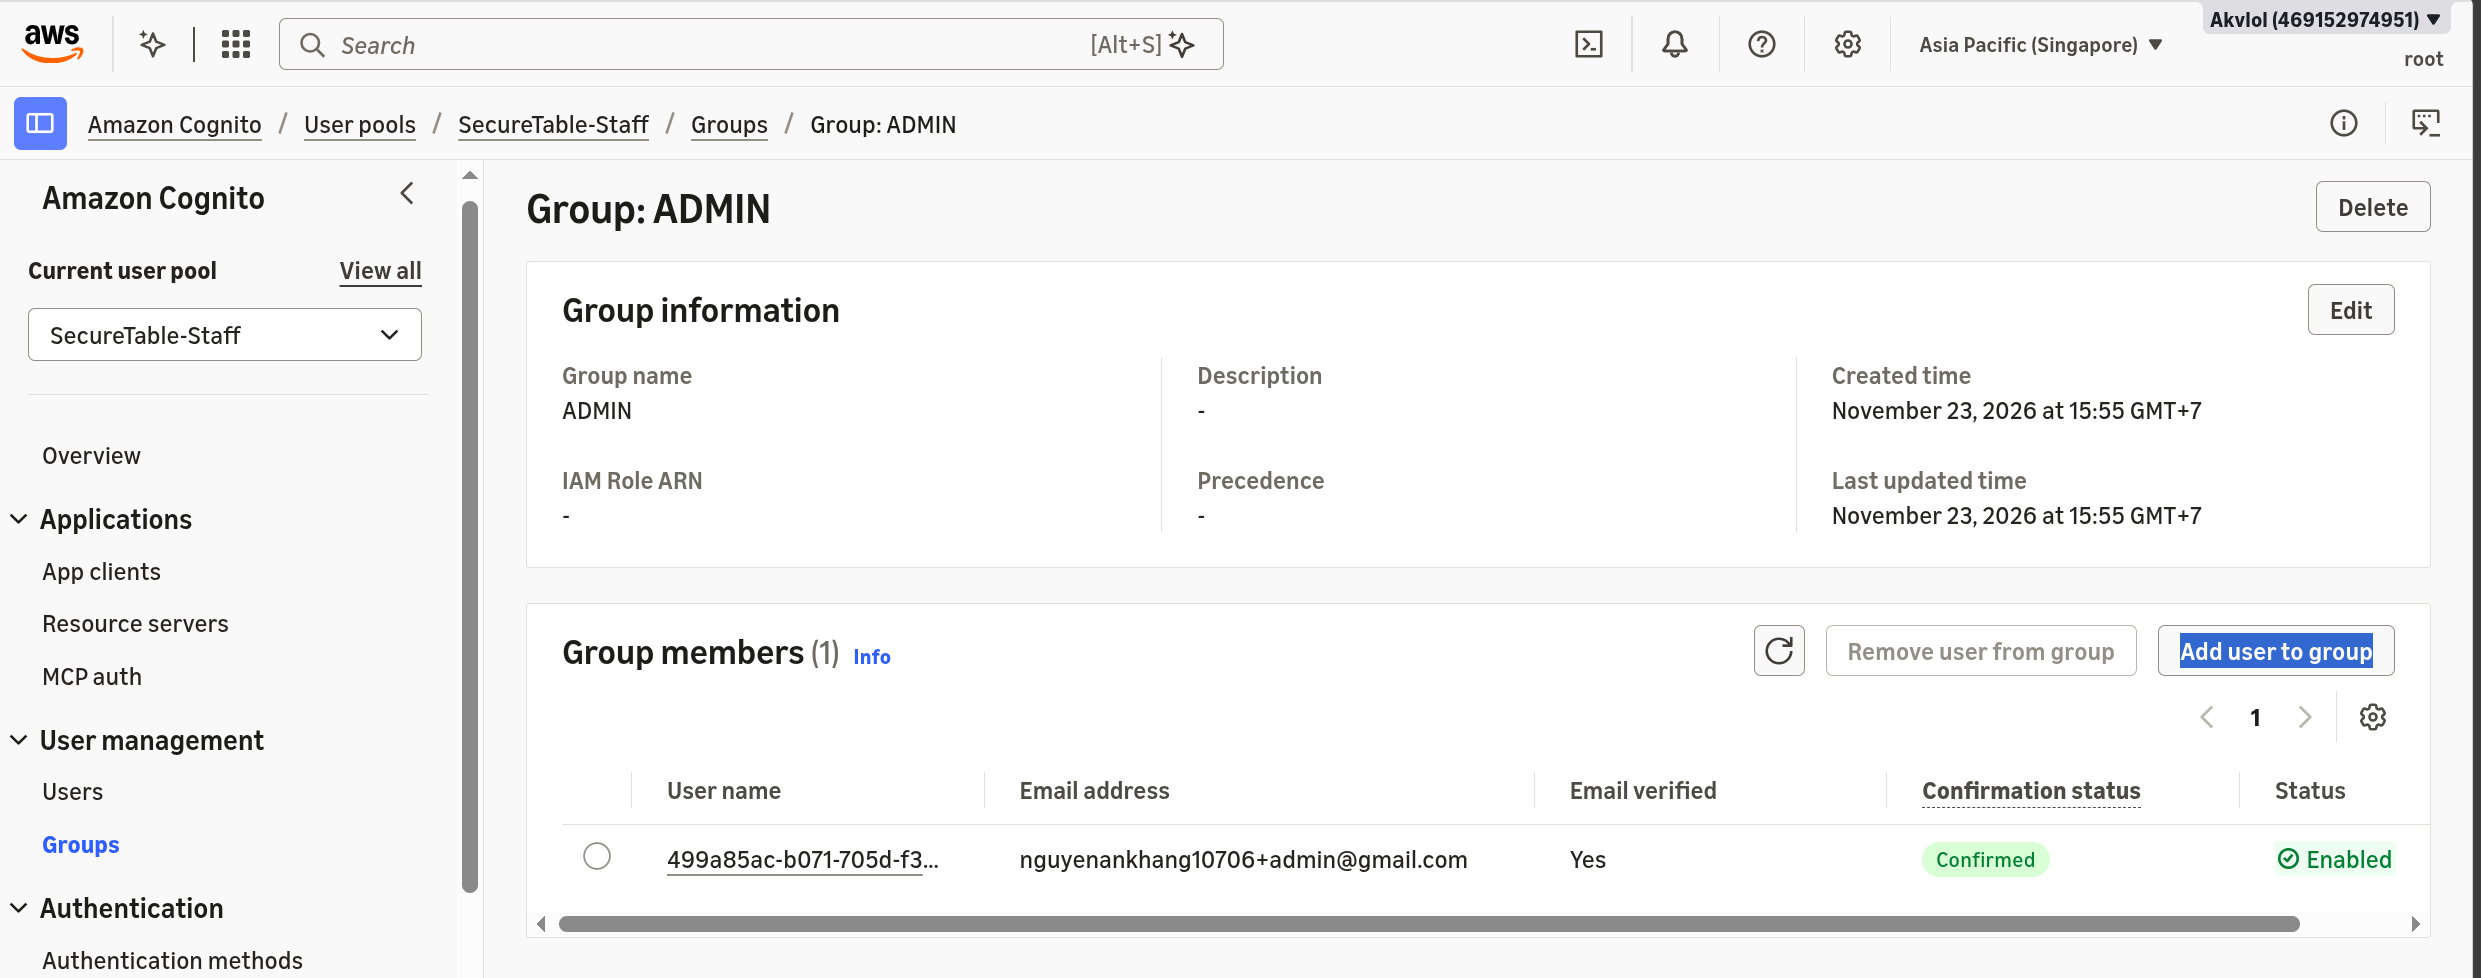 aws
Search
[Alt+S]
Asia Pacific (Singapore)
Akvlol (469152974951)
root
Amazon Cognito / User pools / SecureTable-Staff / Groups / Group: ADMIN
Amazon Cognito
Current user pool
View all
SecureTable-Staff
Overview
Applications
App clients
Resource servers
MCP auth
User management
Users
Groups
Authentication
Authentication methods
Group: ADMIN
Delete
Group information
Edit
Group name
ADMIN
Description
-
Created time
November 23, 2026 at 15:55 GMT+7
IAM Role ARN
-
Precedence
-
Last updated time
November 23, 2026 at 15:55 GMT+7
Group members (1) Info
Remove user from group
Add user to group
1
User name Email address Email verified Confirmation status Status
499a85ac-b071-705d-f3... nguyenankhang10706+admin@gmail.com Yes Confirmed Enabled